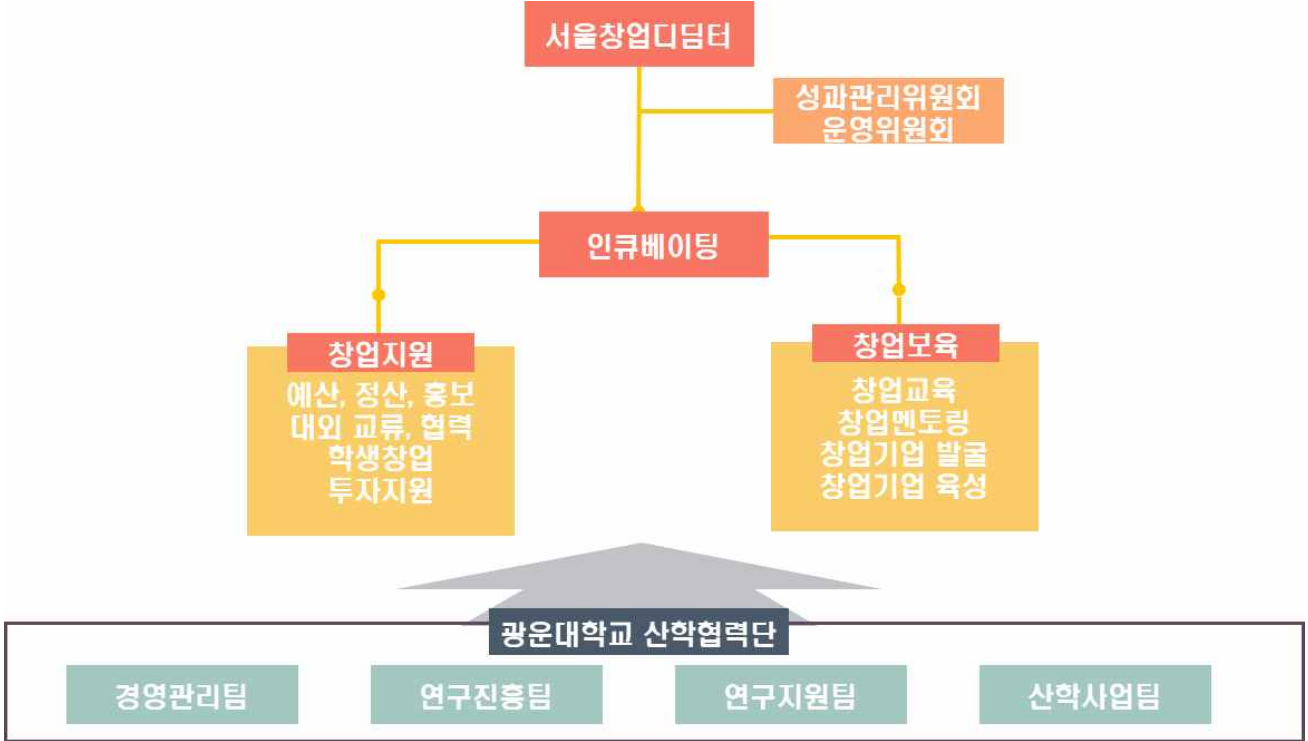 서울창업디딤터
성과관리위원회
운영위원회
인큐베이팅
창업지원
예산, 정산, 홍보
대외 교류, 협력
학생창업
투자지원
창업보육
창업교육
창업멘토링
창업기업 발굴
창업기업 육성
광운대학교 산학협력단
경영관리팀
연구진흥팀
연구지원팀
산학사업팀